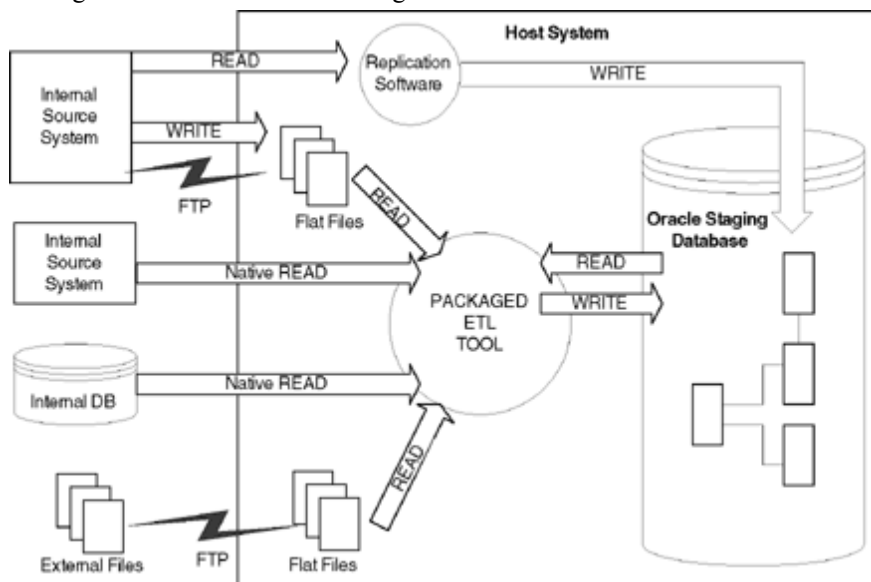 Host System
READ
Replication
Software
WRITE
Internal
Source
System
WRITE
FTP
Flat Files
READ
Oracle Staging
Database
Internal
Source
System
Native READ
PACKAGED
ETL
TOOL
READ
WRITE
Internal DB
Native READ
READ
External Files
FTP
Flat Files